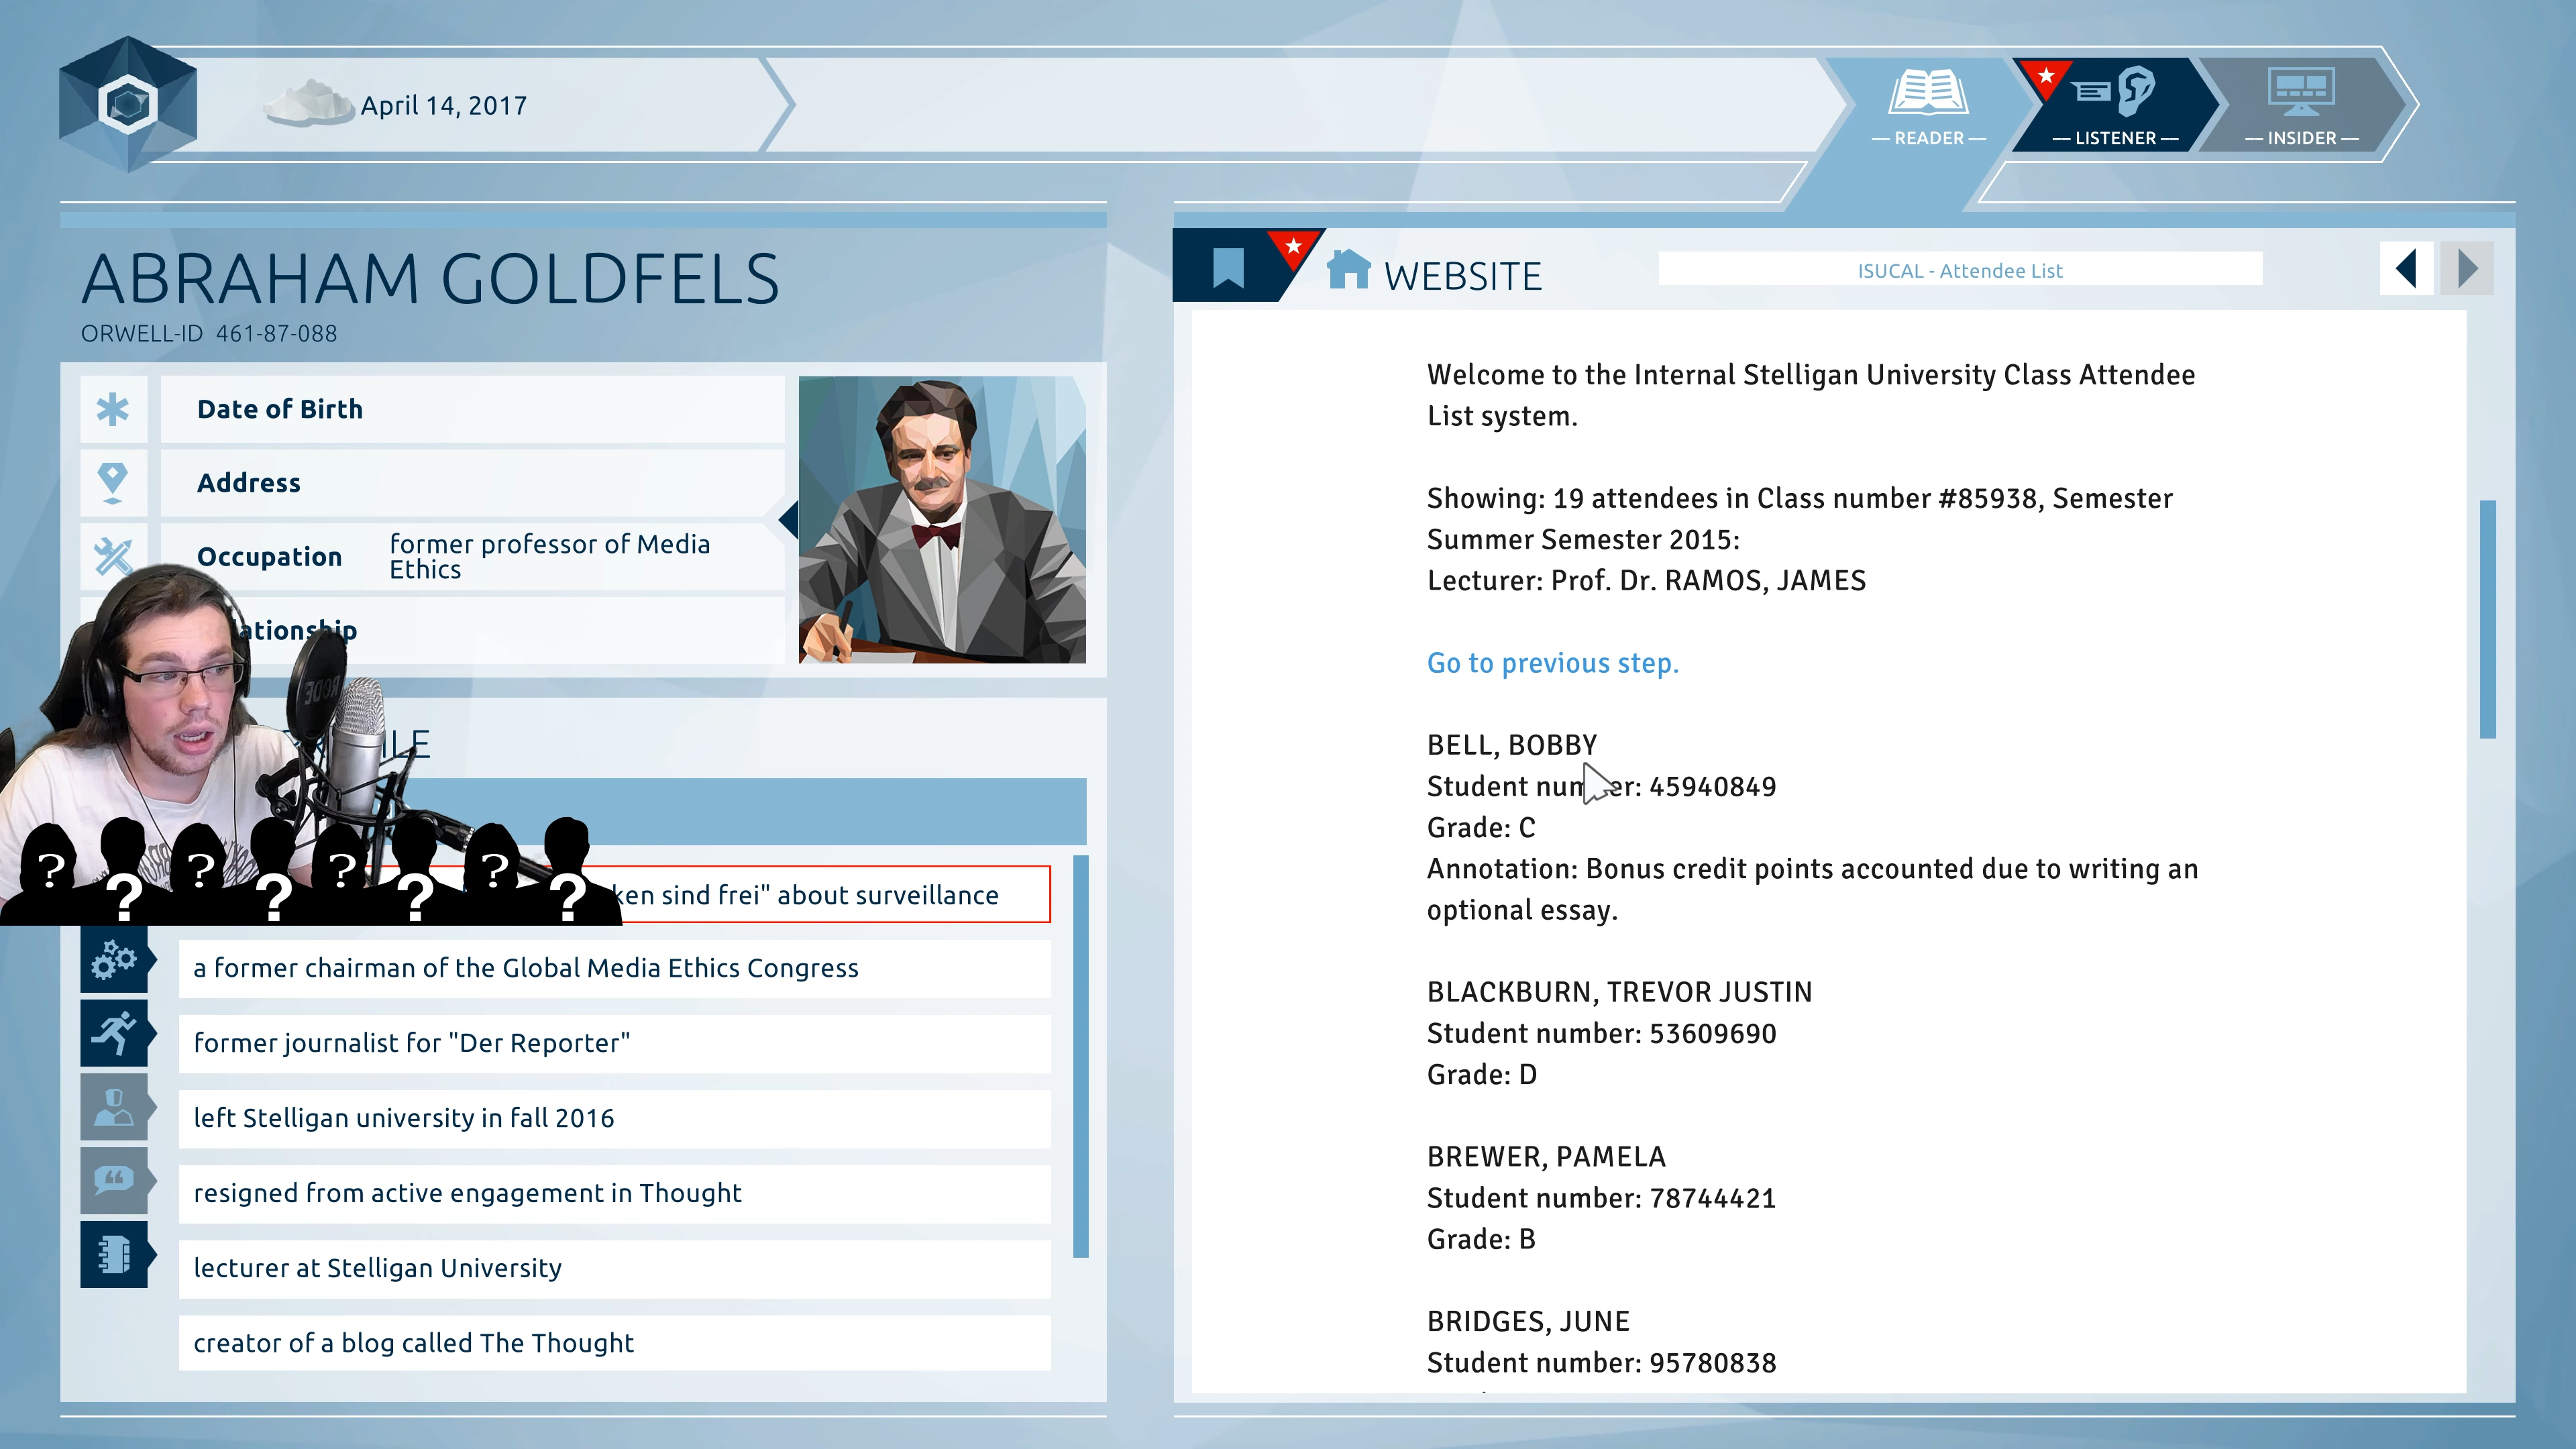 April 14, 2017
READER
LISTENER
INSIDER
ABRAHAM GOLDFELS
ORWELL-ID 461-87-088
Date of Birth
Address
Occupation
former professor of Media
Ethics
ken sind frei" about surveillance
a former chairman of the Global Media Ethics Congress
former journalist for "Der Reporter"
left Stelligan university in fall 2016
resigned from active engagement in Thought
lecturer at Stelligan University
creator of a blog called The Thought
RODE
? ? ? ? ? ? ? ?
WEBSITE
ISUCAL - Attendee List
Welcome to the Internal Stelligan University Class Attendee
List system.
Showing: 19 attendees in Class number #85938, Semester
Summer Semester 2015:
Lecturer: Prof. Dr. RAMOS, JAMES
Go to previous step.
BELL, BOBBY
Student number: 45940849
Grade: C
Annotation: Bonus credit points accounted due to writing an
optional essay.
BLACKBURN, TREVOR JUSTIN
Student number: 53609690
Grade: D
BREWER, PAMELA
Student number: 78744421
Grade: B
BRIDGES, JUNE
Student number: 95780838